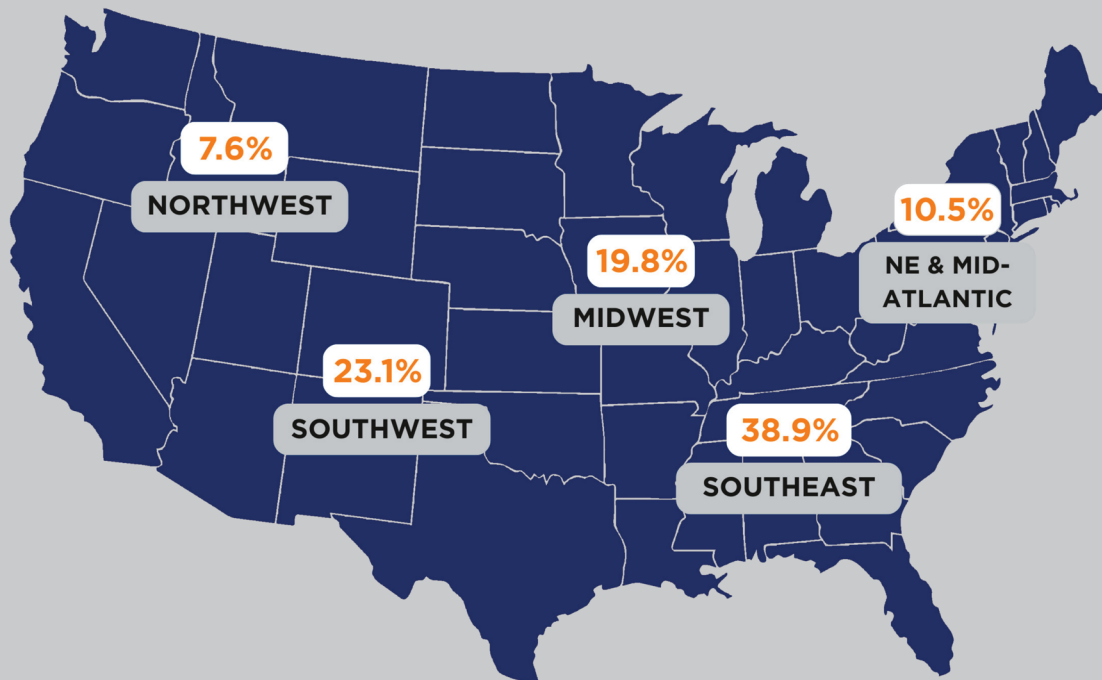 7.6%
NORTHWEST
10.5%
NE & MID-
ATLANTIC
19.8%
MIDWEST
23.1%
SOUTHWEST
38.9%
SOUTHEAST